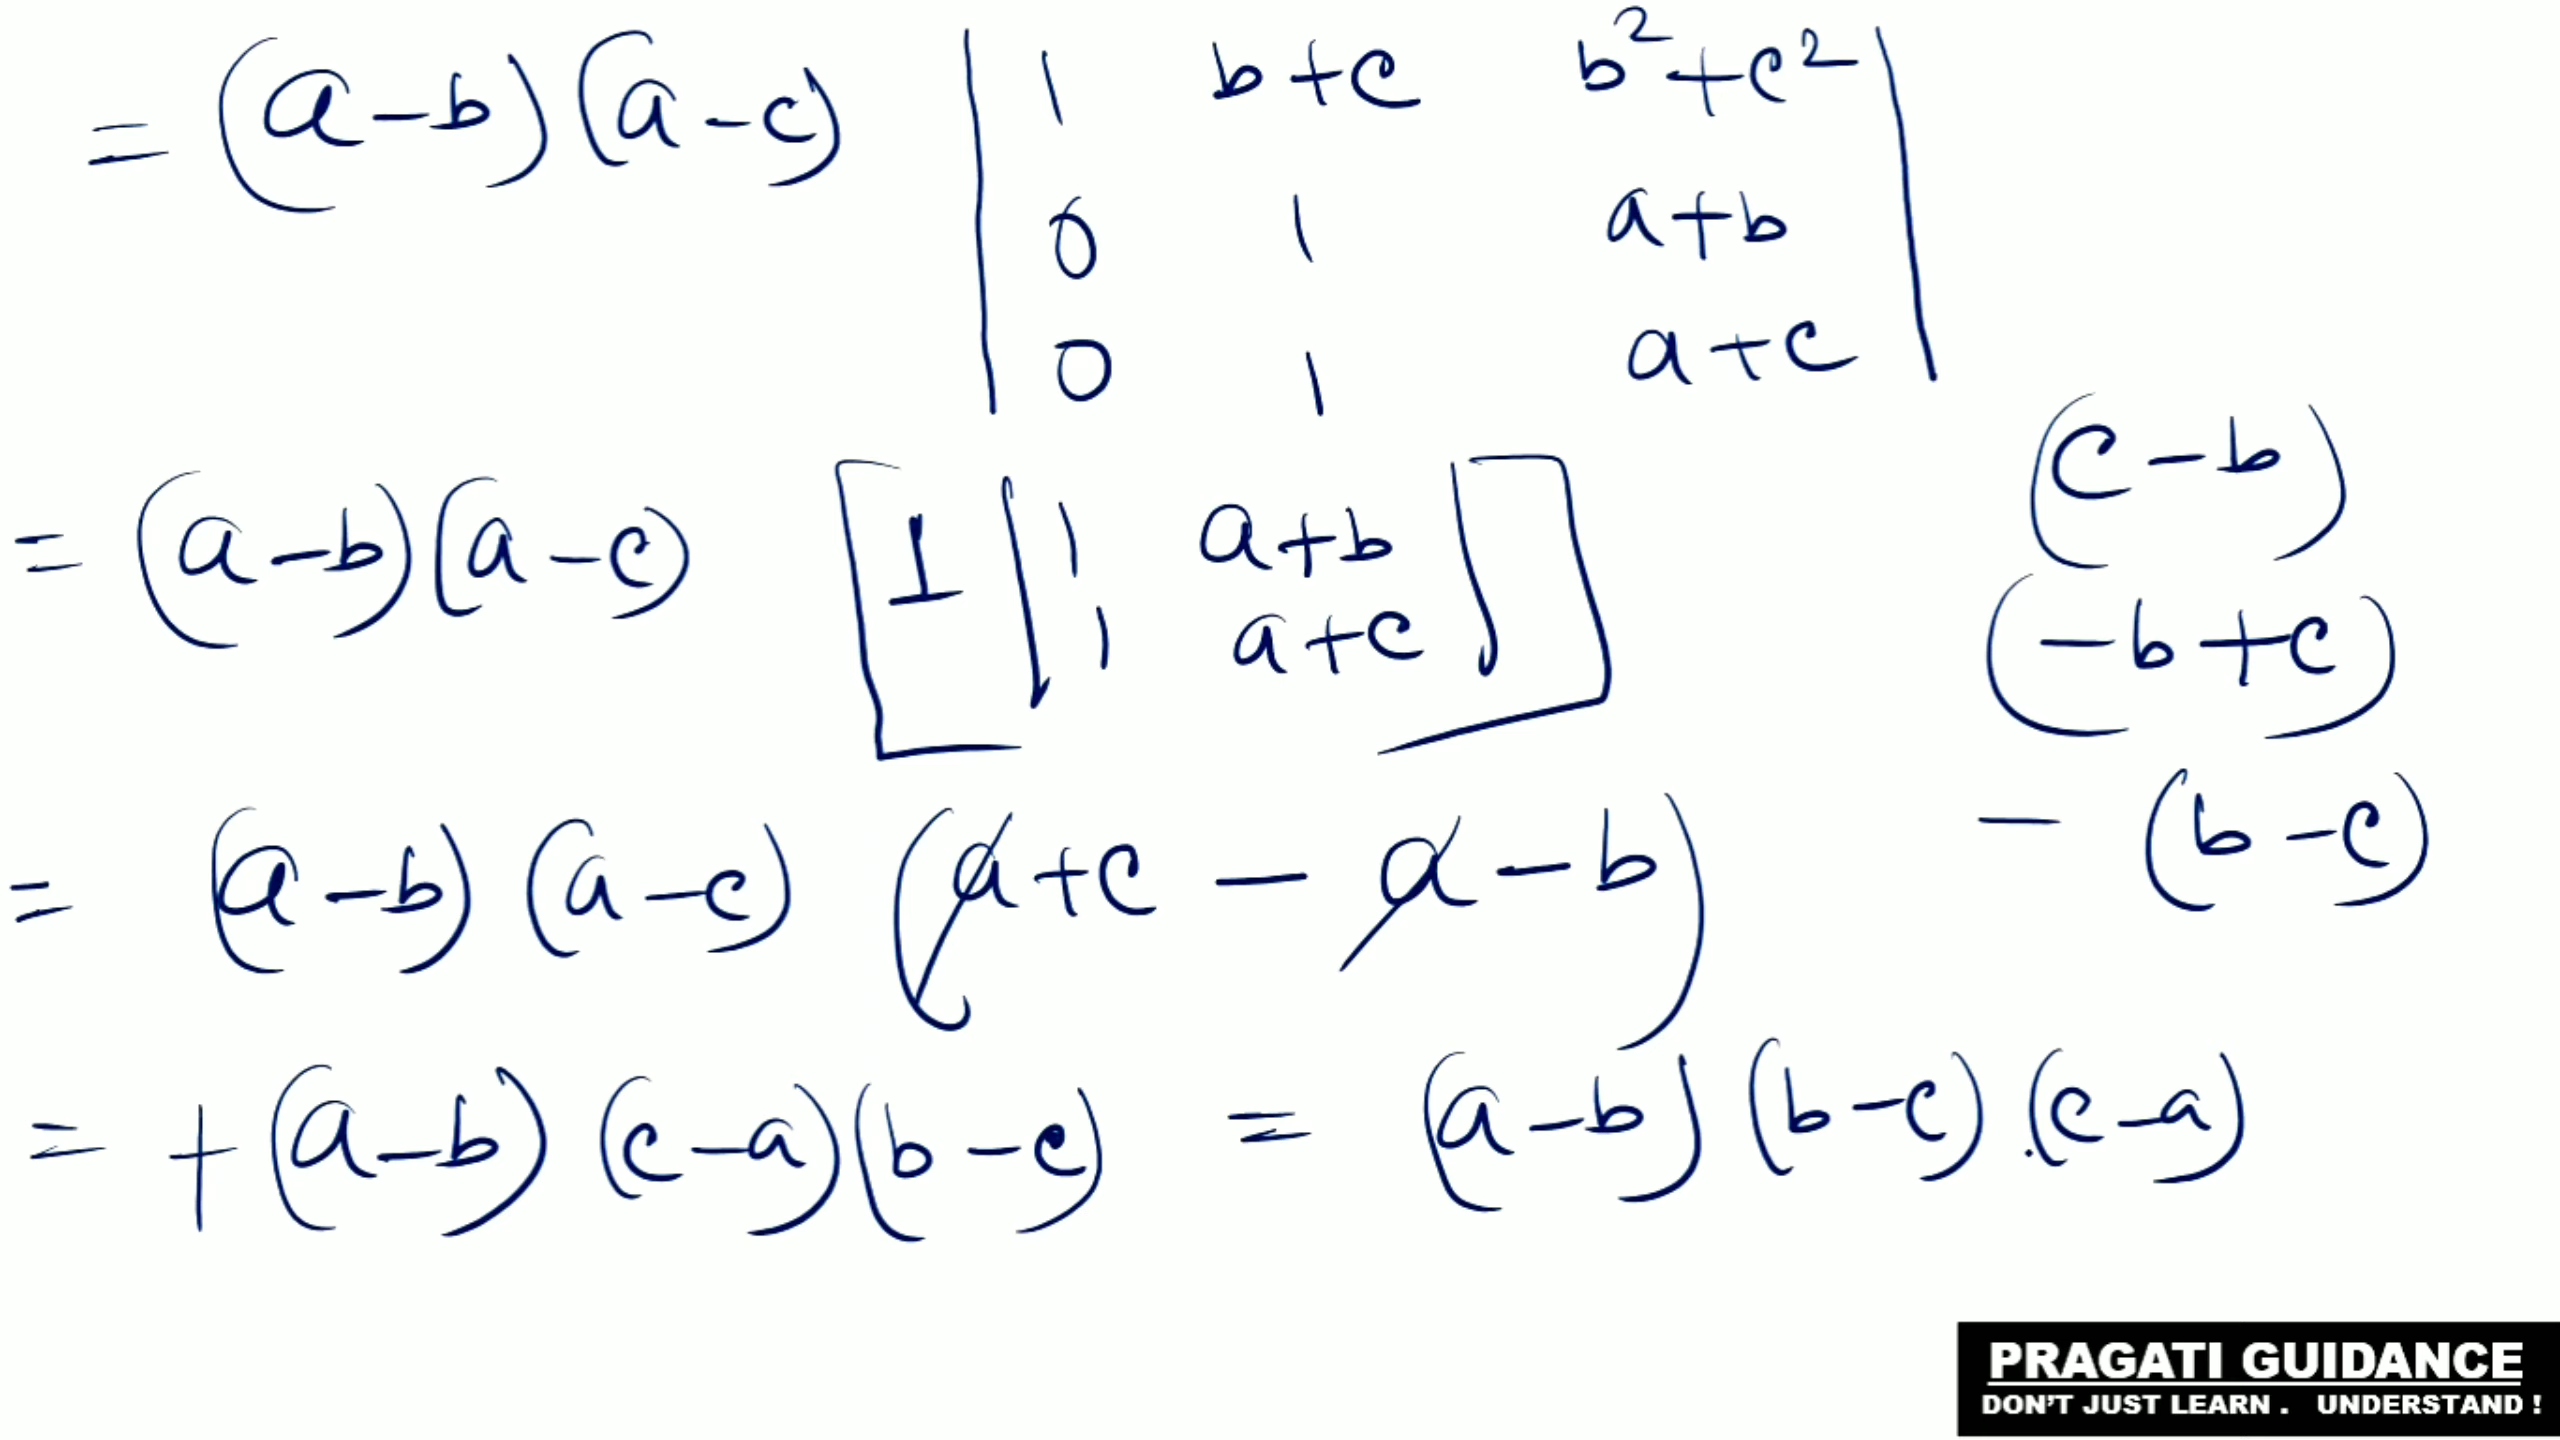 = (a-b)(a-c) | 1 b+c b²+c² |
0 1 a+b
0 1 a+c
= (a-b)(a-c) [1 | 1 a+b |]
1 a+c
(c-b)
(-b+c)
= (a-b)(a-c)(a+c - a-b)
- (b-c)
= +(a-b)(c-a)(b-c) = (a-b)(b-c).(c-a)
PRAGATI GUIDANCE
DON'T JUST LEARN. UNDERSTAND!